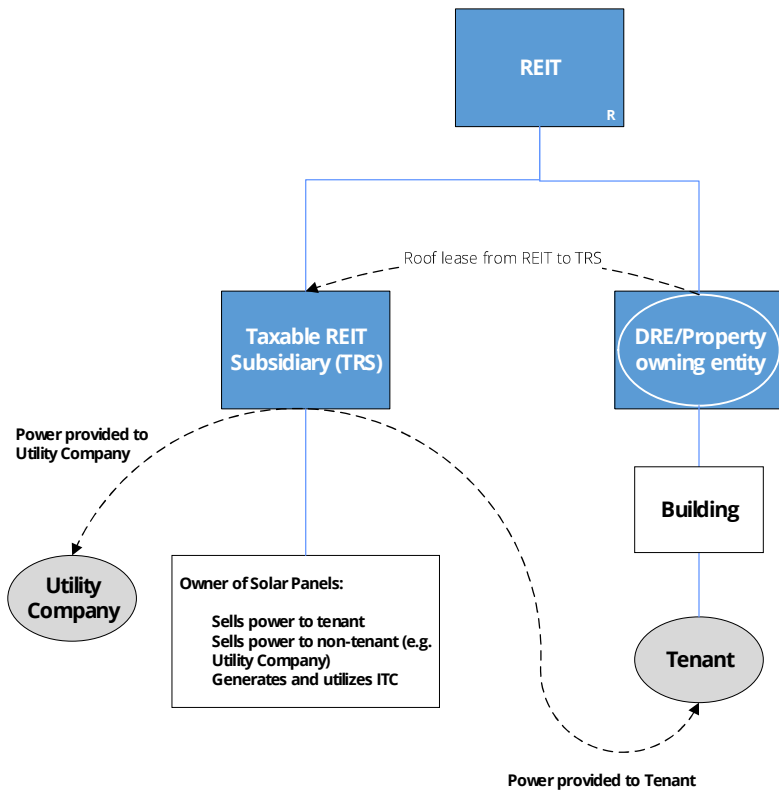 REIT
R
Roof lease from REIT to TRS
Taxable REIT
Subsidiary (TRS)
DRE/Property
owning entity
Power provided to
Utility Company
Building
Utility
Company
Owner of Solar Panels:
Sells power to tenant
Sells power to non-tenant (e.g.
Utility Company)
Generates and utilizes ITC
Tenant
Power provided to Tenant